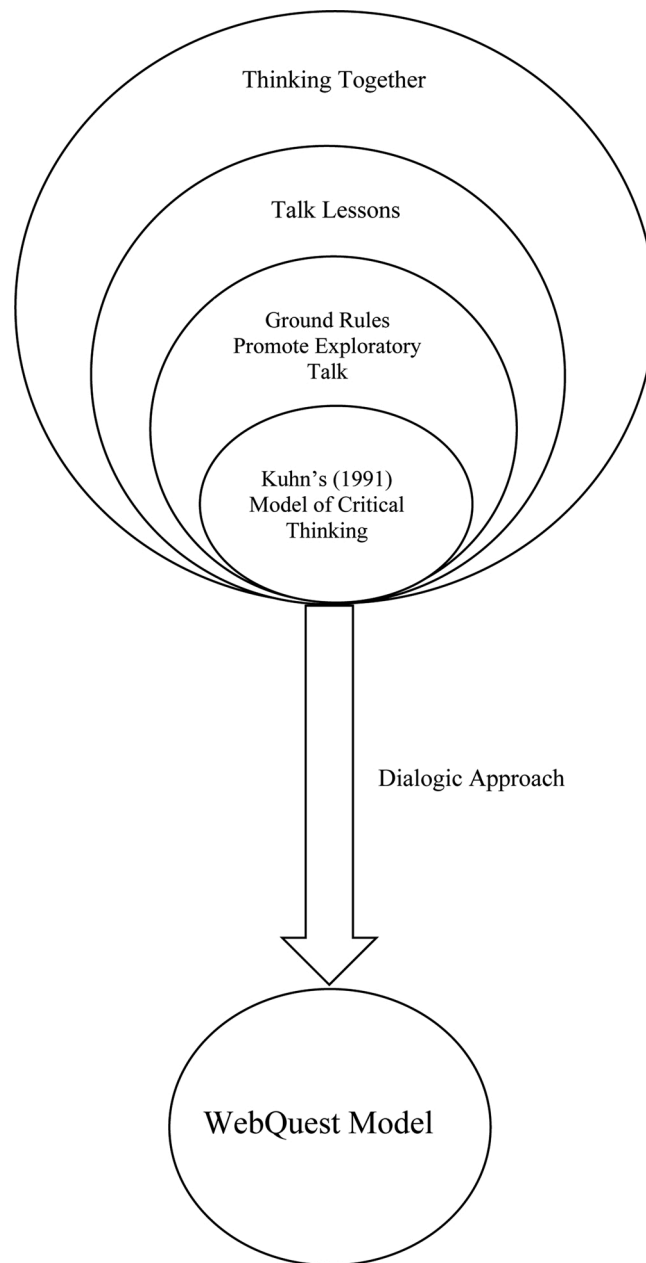 Thinking Together
Talk Lessons
Ground Rules
Promote Exploratory
Talk
Kuhn’s (1991)
Model of Critical
Thinking
Dialogic Approach
WebQuest Model